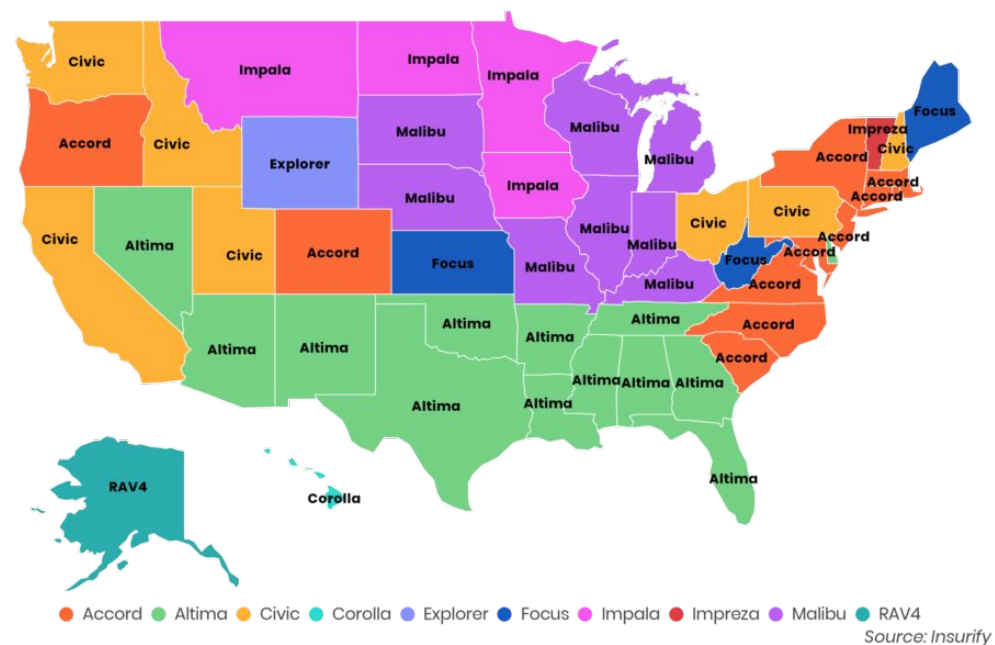 Civic
Impala
Impala
Impala
Accord
Civic
Explorer
Malibu
Malibu
Malibu
Focus
Impreza
Civic
Accord
Malibu
Impala
Accord
Accord
Civic
Altima
Civic
Accord
Malibu
Focus
Malibu
Malibu
Malibu
Malibu
Civic
Civic
Accord
Accord
Focus
Accord
Altima
Altima
Altima
Altima
Altima
Accord
Accord
Altima
Altima
Altima
Altima
Altima
Altima
RAV4
Corolla
Accord Altima Civic Corolla Explorer Focus Impala Impreza Malibu RAV4
Source: Insurify